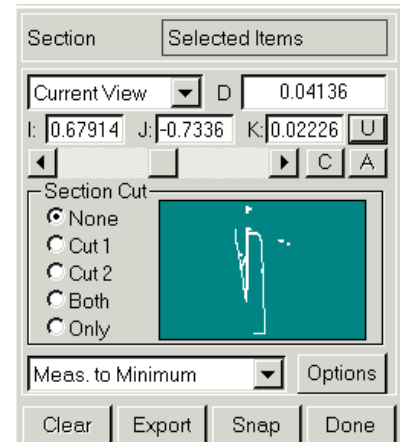 Section Selected Items
Current View D 0.04136
I: 0.67914 J: -0.7336 K: 0.02226 U
C A
Section Cut
None
Cut 1
Cut 2
Both
Only
Meas. to Minimum Options
Clear Export Snap Done